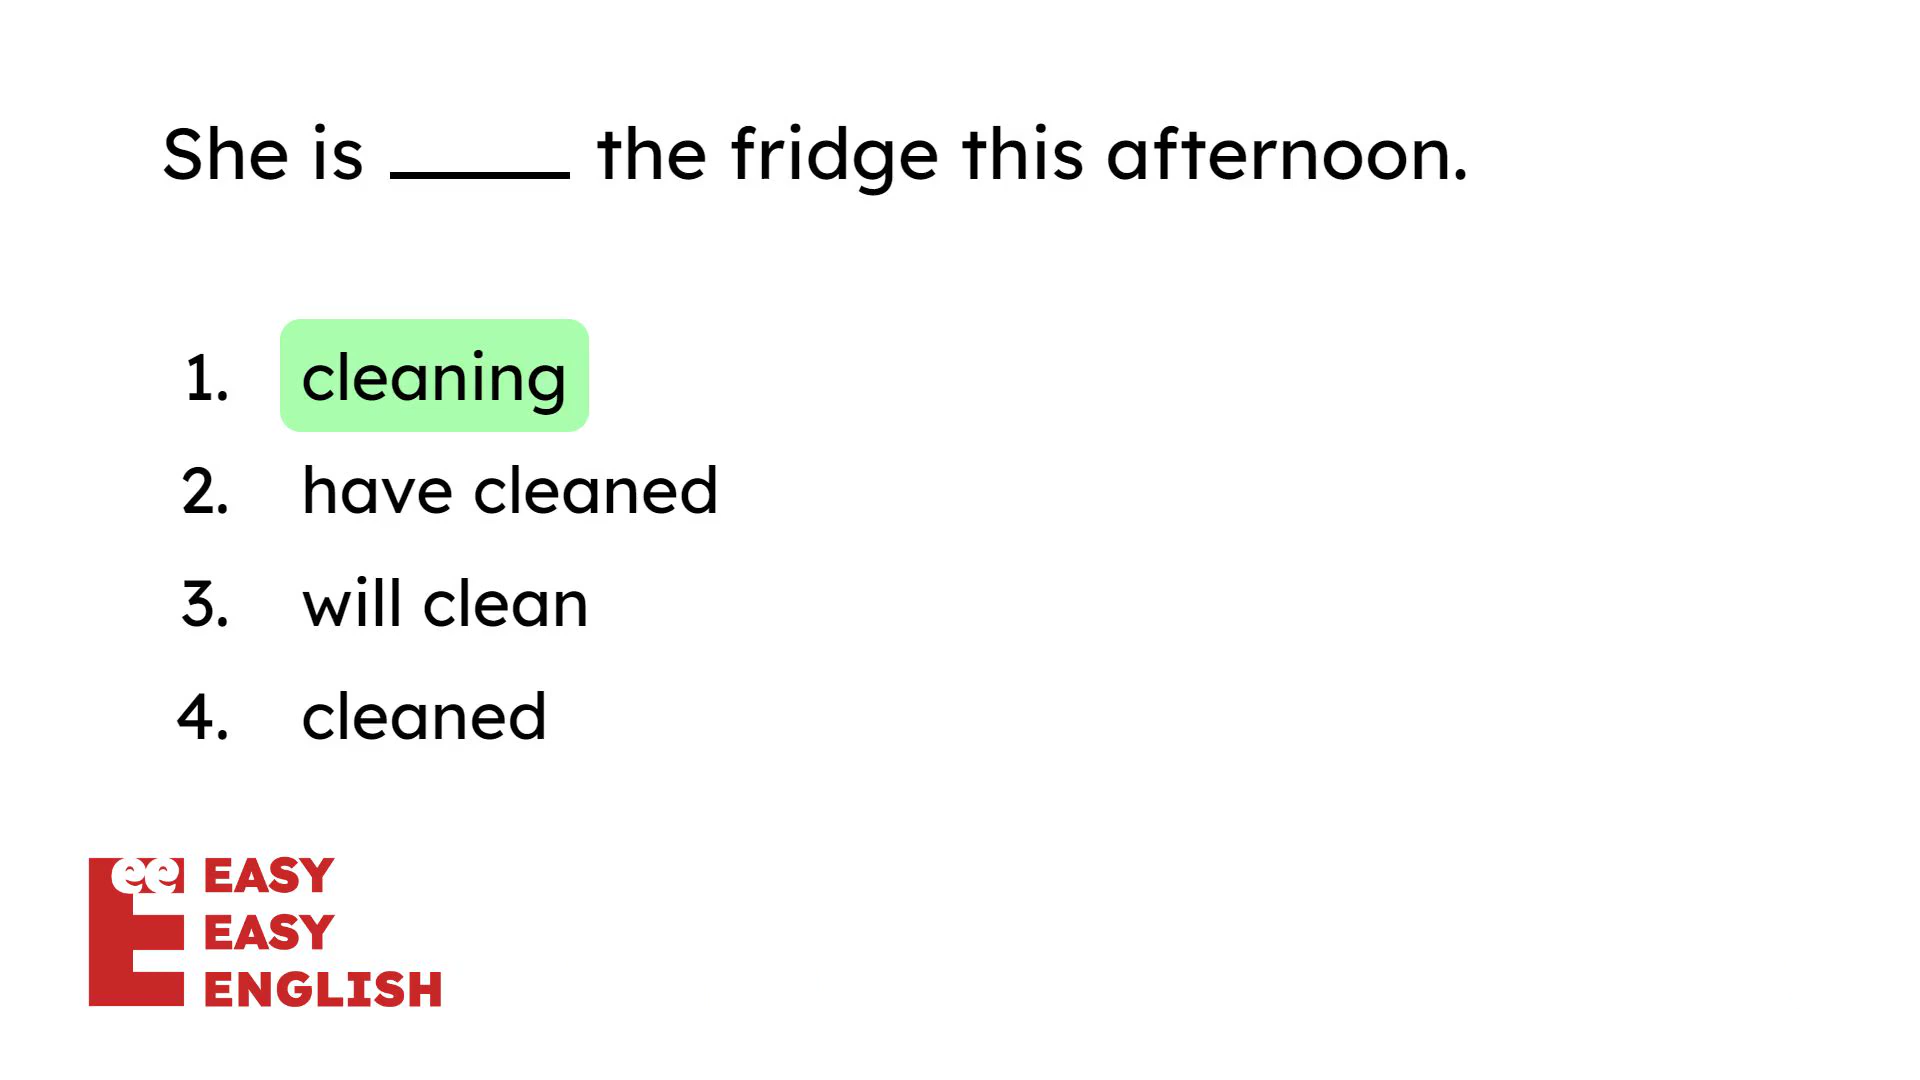 She is _____ the fridge this afternoon.
1. cleaning
2. have cleaned
3. will clean
4. cleaned
ee EASY
EASY
ENGLISH